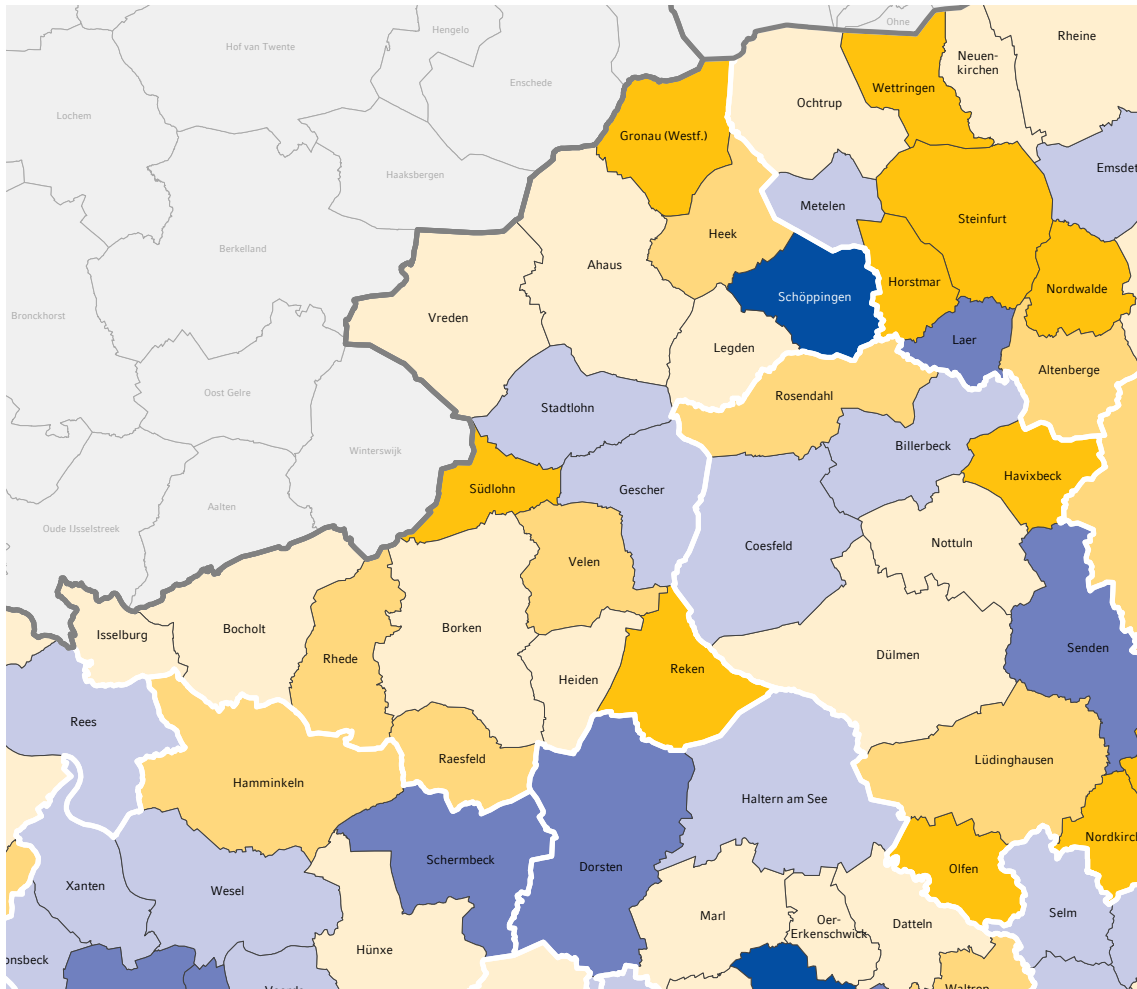 Ohne
Hengelo
Rheine
Hof van Twente
Neuen-
kirchen
Enschede
Wettringen
Ochtrup
Lochem
Gronau (Westf.)
Emsdet
Haaksbergen
Metelen
Steinfurt
Heek
Berkelland
Ahaus
Horstmar
Nordwalde
Schöppingen
Bronckhorst
Vreden
Laer
Legden
Altenberge
Oost Gelre
Rosendahl
Stadtlohn
Billerbeck
Winterswijk
Havixbeck
Südlohn
Gescher
Aalten
Oude IJsselstreek
Nottuln
Coesfeld
Velen
Borken
Bocholt
Isselburg
Senden
Dülmen
Rhede
Reken
Heiden
Rees
Raesfeld
Lüdinghausen
Hamminkeln
Haltern am See
Nordkirch
Schermbeck
Dorsten
Olfen
Xanten
Wesel
Selm
Marl
Oer-
Erkenschwick
Datteln
Hünxe
onsbeck
Voerde
Waltrop